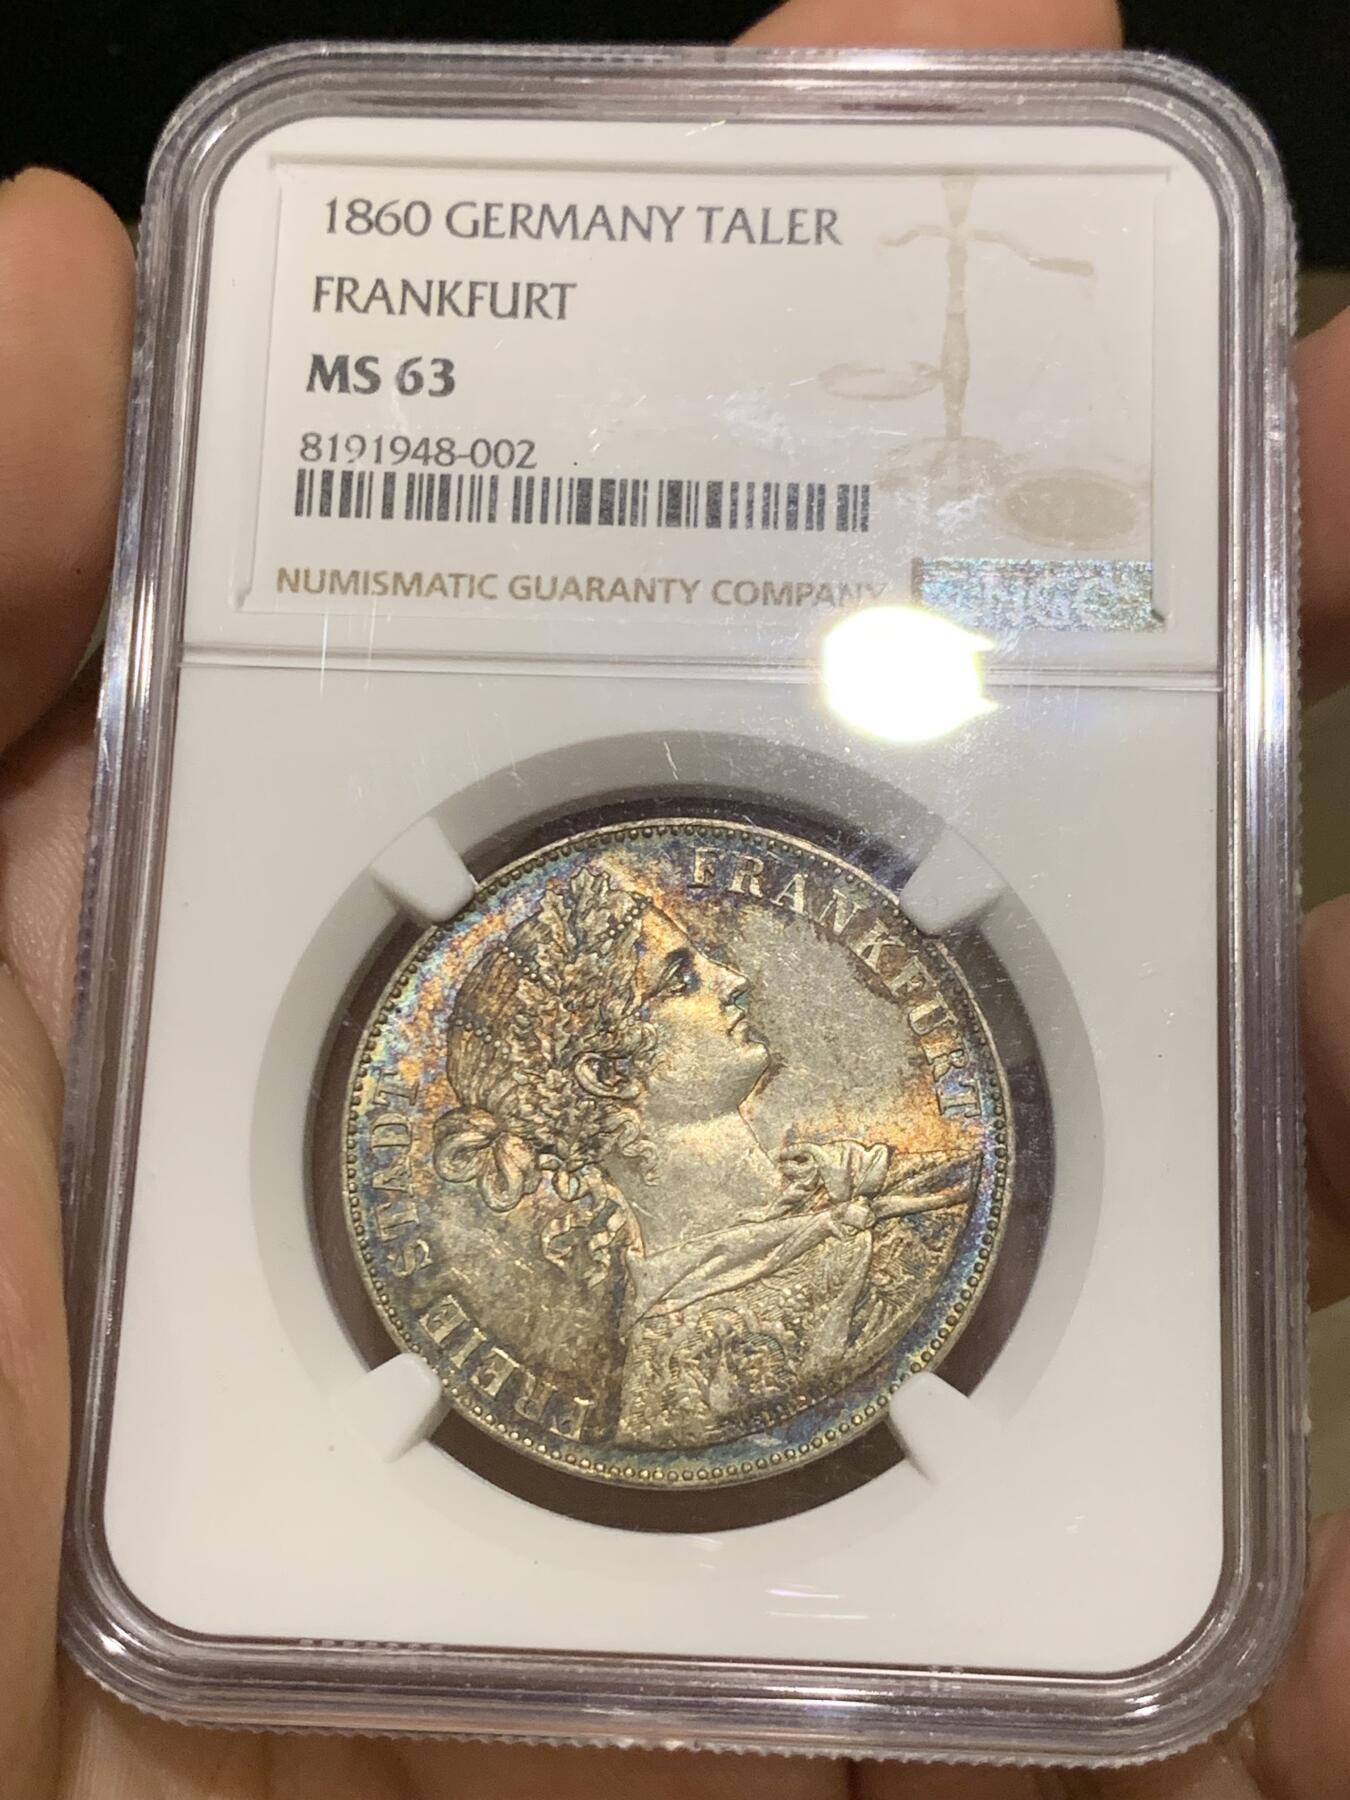 1860 GERMANY TALER
FRANKFURT
MS 63
8191948-002
NUMISMATIC GUARANTY COMPANY
FREIE STADT FRANKFURT